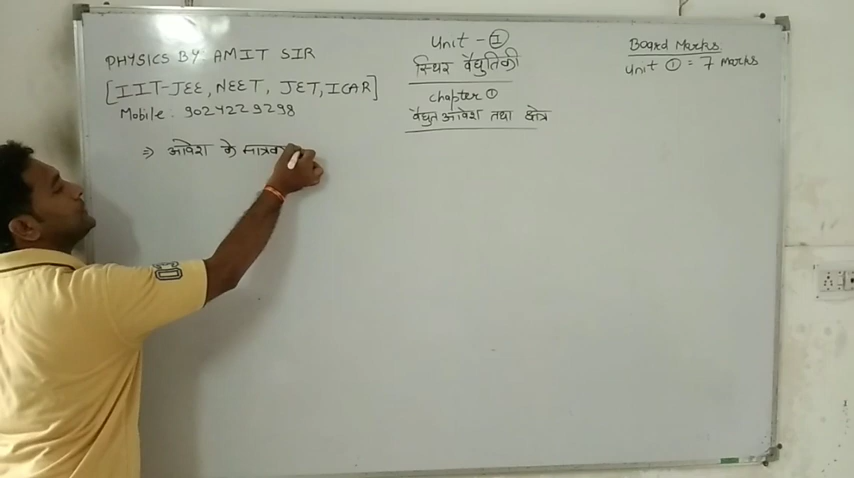 PHYSICS BY: AMIT SIR
[IIT-JEE, NEET, JET, ICAR]
Mobile: 9024229298
Unit - ①
स्थिर वैद्युतिकी
Chapter ①
वैद्युत आवेश तथा क्षेत्र
Board Marks
Unit ① = 7 Marks
⇒ आवेश के मात्रक